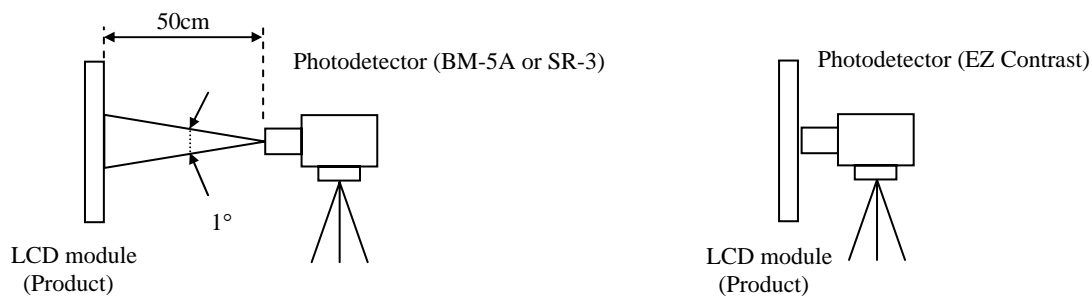 50cm
Photodetector (BM-5A or SR-3)
1°
LCD module
(Product)
Photodetector (EZ Contrast)
LCD module
(Product)